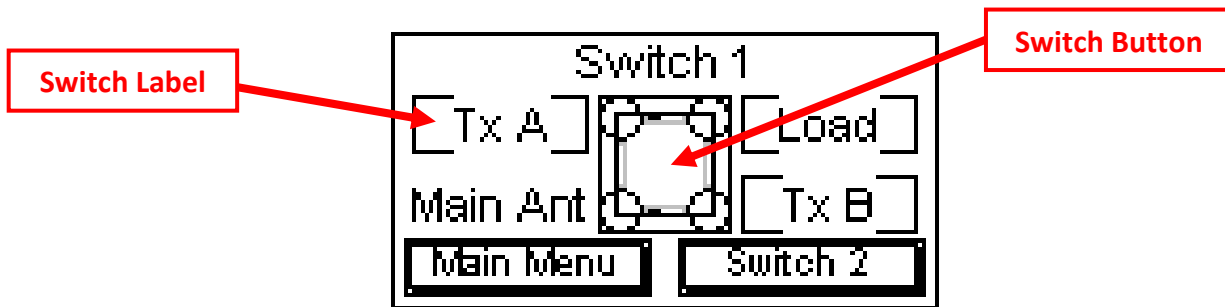 Switch Button
Switch Label
Switch 1
Tx A
Load
Main Ant
Tx B
Main Menu
Switch 2